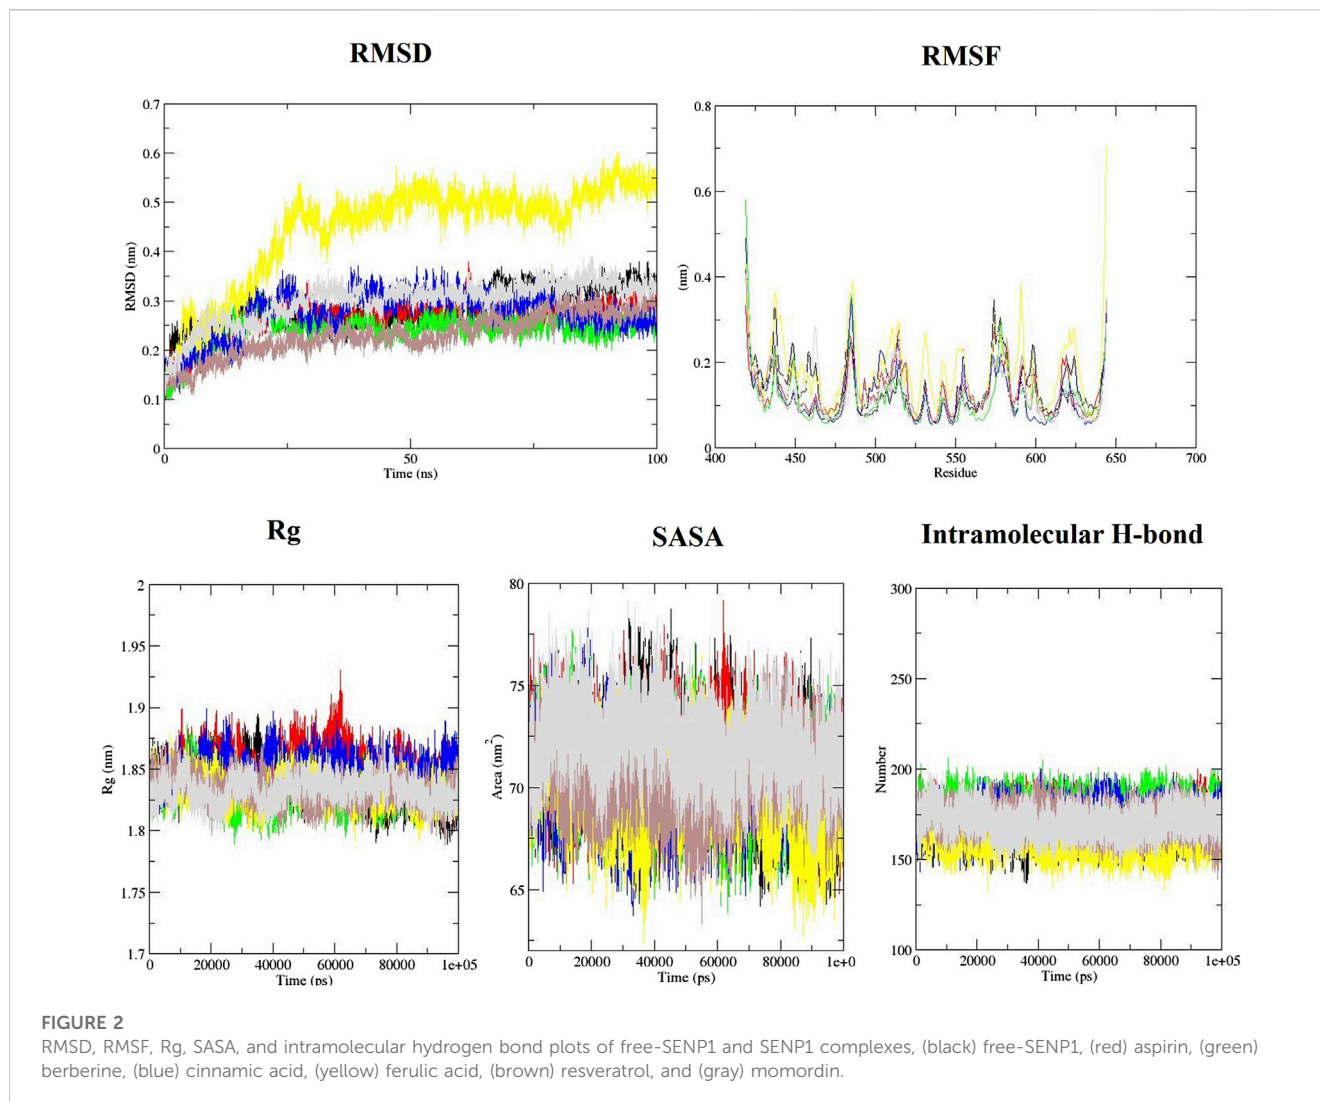 RMSD
RMSF
0.7
0.6
0.5
0.4
0.3
0.2
0.1
0
RMSD (nm)
0
50
100
Time (ns)
0.8
0.6
0.4
0.2
0
(nm)
400
450
500
550
600
650
700
Residue
Rg
SASA
Intramolecular H-bond
2
1.95
1.9
1.85
1.8
1.75
1.7
Rg (nm)
0
20000
40000
60000
80000
1e+05
Time (ps)
80
75
70
65
Area (nm2)
0
20000
40000
60000
80000
1e+0
Time (ps)
300
250
200
150
100
Number
0
20000
40000
60000
80000
1e+05
Time (ps)
FIGURE 2
RMSD, RMSF, Rg, SASA, and intramolecular hydrogen bond plots of free-SENP1 and SENP1 complexes, (black) free-SENP1, (red) aspirin, (green)
berberine, (blue) cinnamic acid, (yellow) ferulic acid, (brown) resveratrol, and (gray) momordin.